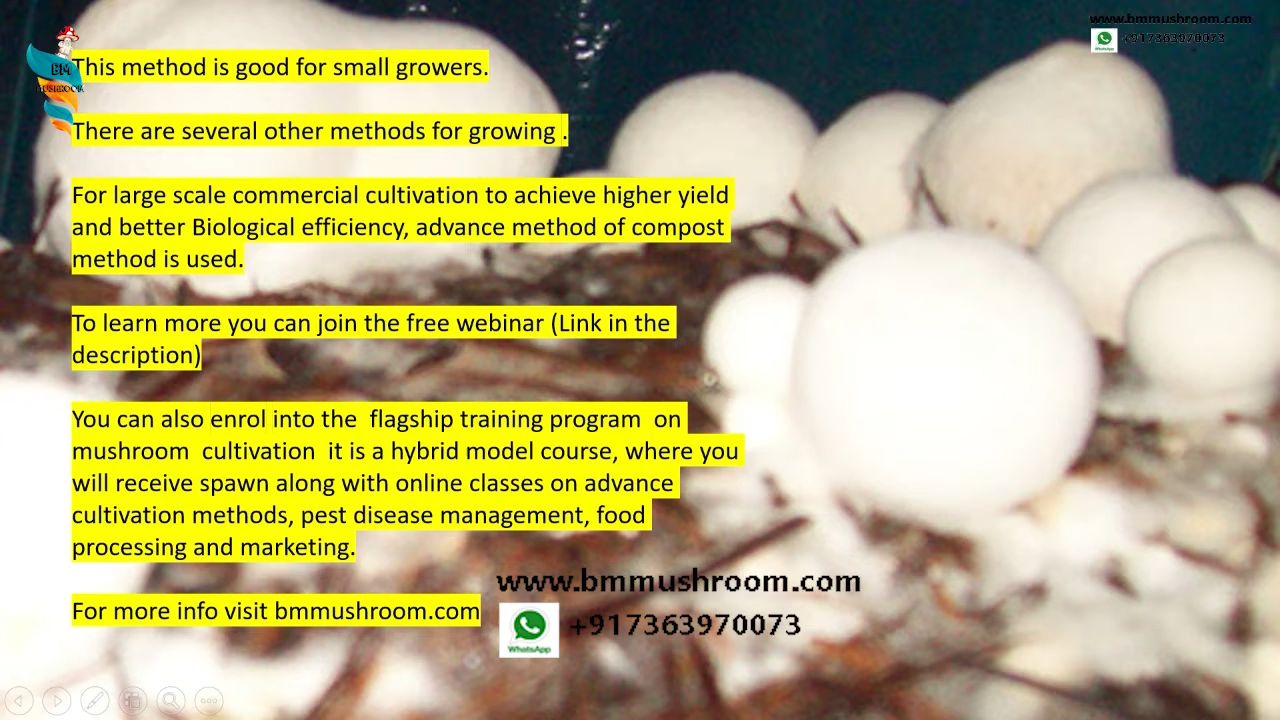 www.bmmushroom.com
WhatsApp
+917363970073
BM
MUSHROOM
This method is good for small growers.
There are several other methods for growing .
For large scale commercial cultivation to achieve higher yield
and better Biological efficiency, advance method of compost
method is used.
To learn more you can join the free webinar (Link in the
description)
You can also enrol into the  flagship training program  on
mushroom  cultivation  it is a hybrid model course, where you
will receive spawn along with online classes on advance
cultivation methods, pest disease management, food
processing and marketing.
For more info visit bmmushroom.com
www.bmmushroom.com
WhatsApp
+917363970073